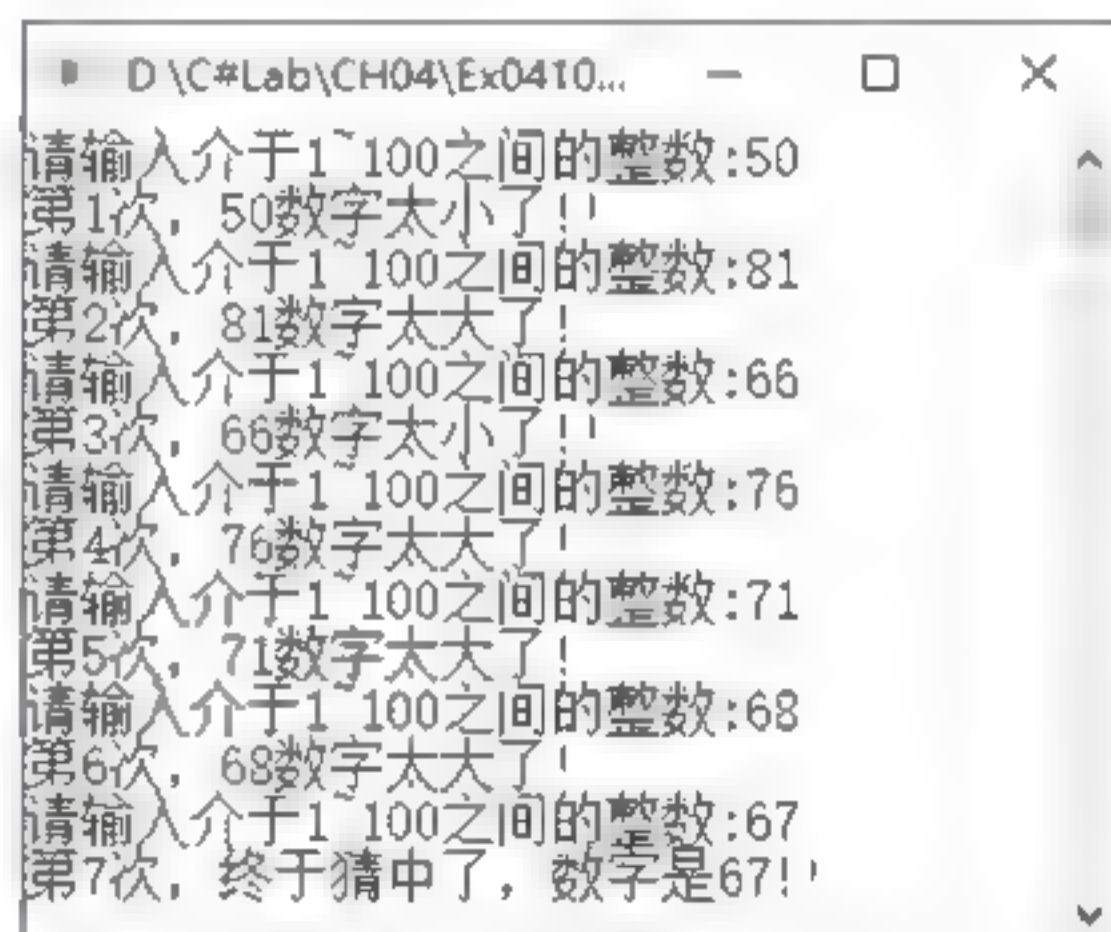 D \C#Lab\CH04\Ex0410...
请输入介于1~100之间的整数:50
第1次, 50数字太小了!!
请输入介于1~100之间的整数:81
第2次, 81数字太大了!
请输入介于1~100之间的整数:66
第3次, 66数字太小了!!
请输入介于1~100之间的整数:76
第4次, 76数字太大了!
请输入介于1~100之间的整数:71
第5次, 71数字太大了!
请输入介于1~100之间的整数:68
第6次, 68数字太大了!
请输入介于1~100之间的整数:67
第7次, 终于猜中了, 数字是67!!